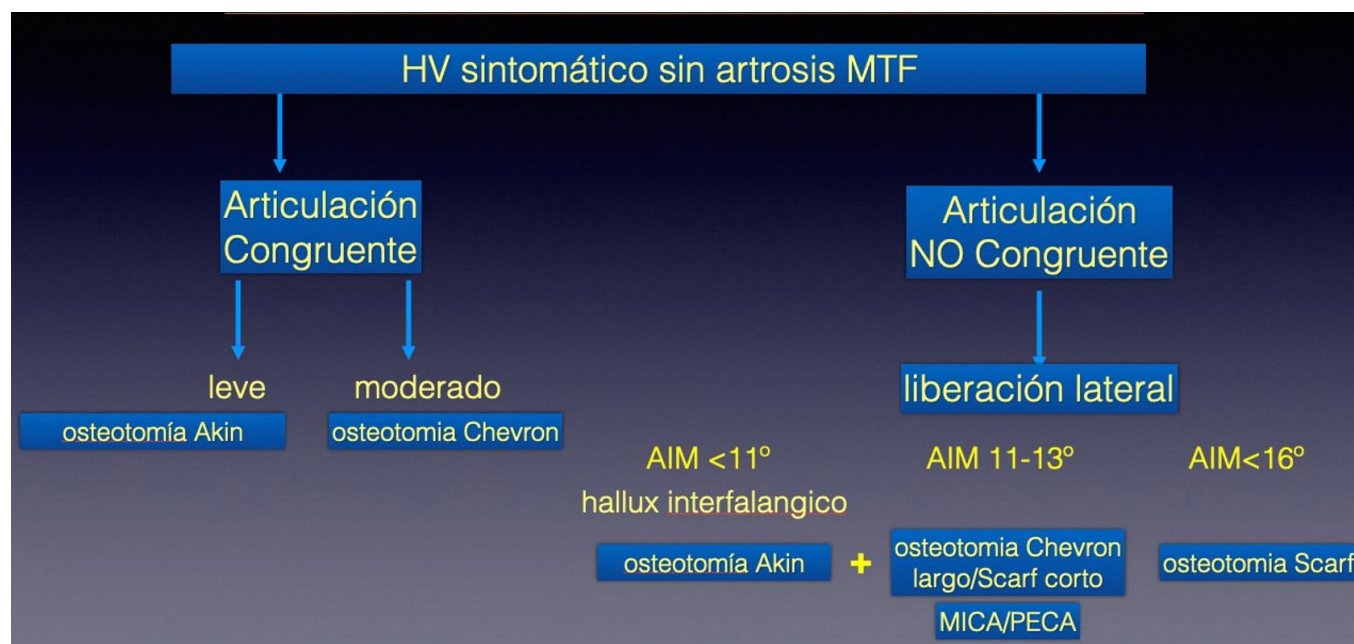 HV sintomático sin artrosis MTF
Articulación
Congruente
Articulación
NO Congruente
leve
moderado
osteotomía Akin
osteotomia Chevron
liberación lateral
AIM <11º
AIM 11-13º
AIM<16º
hallux interfalangico
osteotomía Akin
+
osteotomia Chevron
largo/Scarf corto
osteotomia Scarf
MICA/PECA